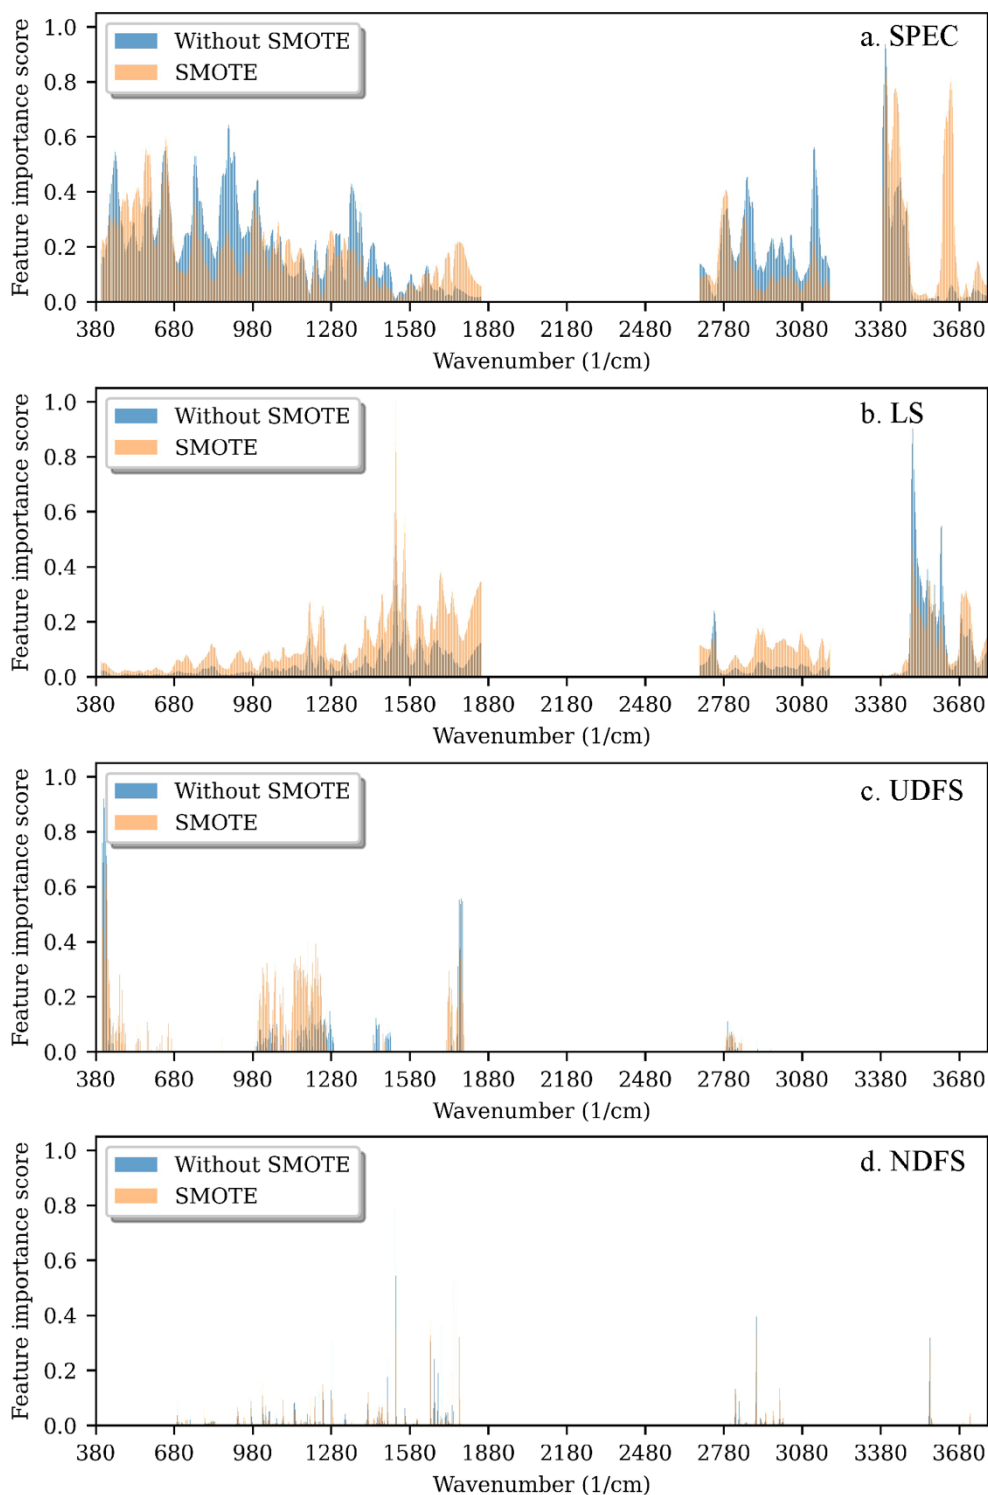 1.0
0.8
0.6
0.4
0.2
0.0
Feature importance score
Without SMOTE
SMOTE
a. SPEC
380 680 980 1280 1580 1880 2180 2480 2780 3080 3380 3680
Wavenumber (1/cm)
1.0
0.8
0.6
0.4
0.2
0.0
Feature importance score
Without SMOTE
SMOTE
b. LS
380 680 980 1280 1580 1880 2180 2480 2780 3080 3380 3680
Wavenumber (1/cm)
1.0
0.8
0.6
0.4
0.2
0.0
Feature importance score
Without SMOTE
SMOTE
c. UDFS
380 680 980 1280 1580 1880 2180 2480 2780 3080 3380 3680
Wavenumber (1/cm)
1.0
0.8
0.6
0.4
0.2
0.0
Feature importance score
Without SMOTE
SMOTE
d. NDFS
380 680 980 1280 1580 1880 2180 2480 2780 3080 3380 3680
Wavenumber (1/cm)